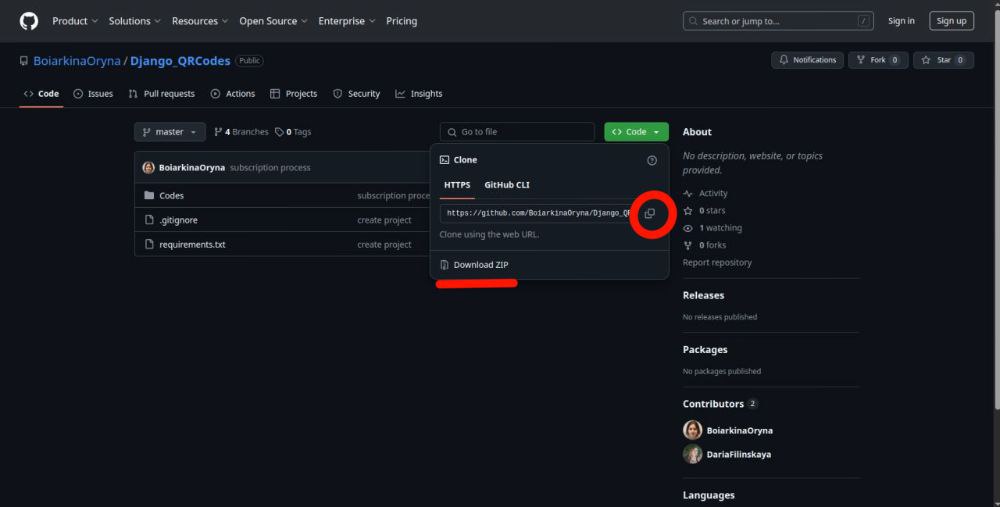 Product Solutions Resources Open Source Enterprise Pricing Search or jump to... / Sign in Sign up
BoiarkinaOryna / Django_QRCodes Public Notifications Fork 0 Star 0
Code Issues Pull requests Actions Projects Security Insights
master 4 Branches 0 Tags Go to file Code
BoiarkinaOryna subscription process
Codes subscription proce
.gitignore create project
requirements.txt create project
Clone
HTTPS GitHub CLI
https://github.com/BoiarkinaOryna/Django_QR
Clone using the web URL.
Download ZIP
About
No description, website, or topics
provided.
Activity
0 stars
1 watching
0 forks
Report repository
Releases
No releases published
Packages
No packages published
Contributors 2
BoiarkinaOryna
DariaFilinskaya
Languages